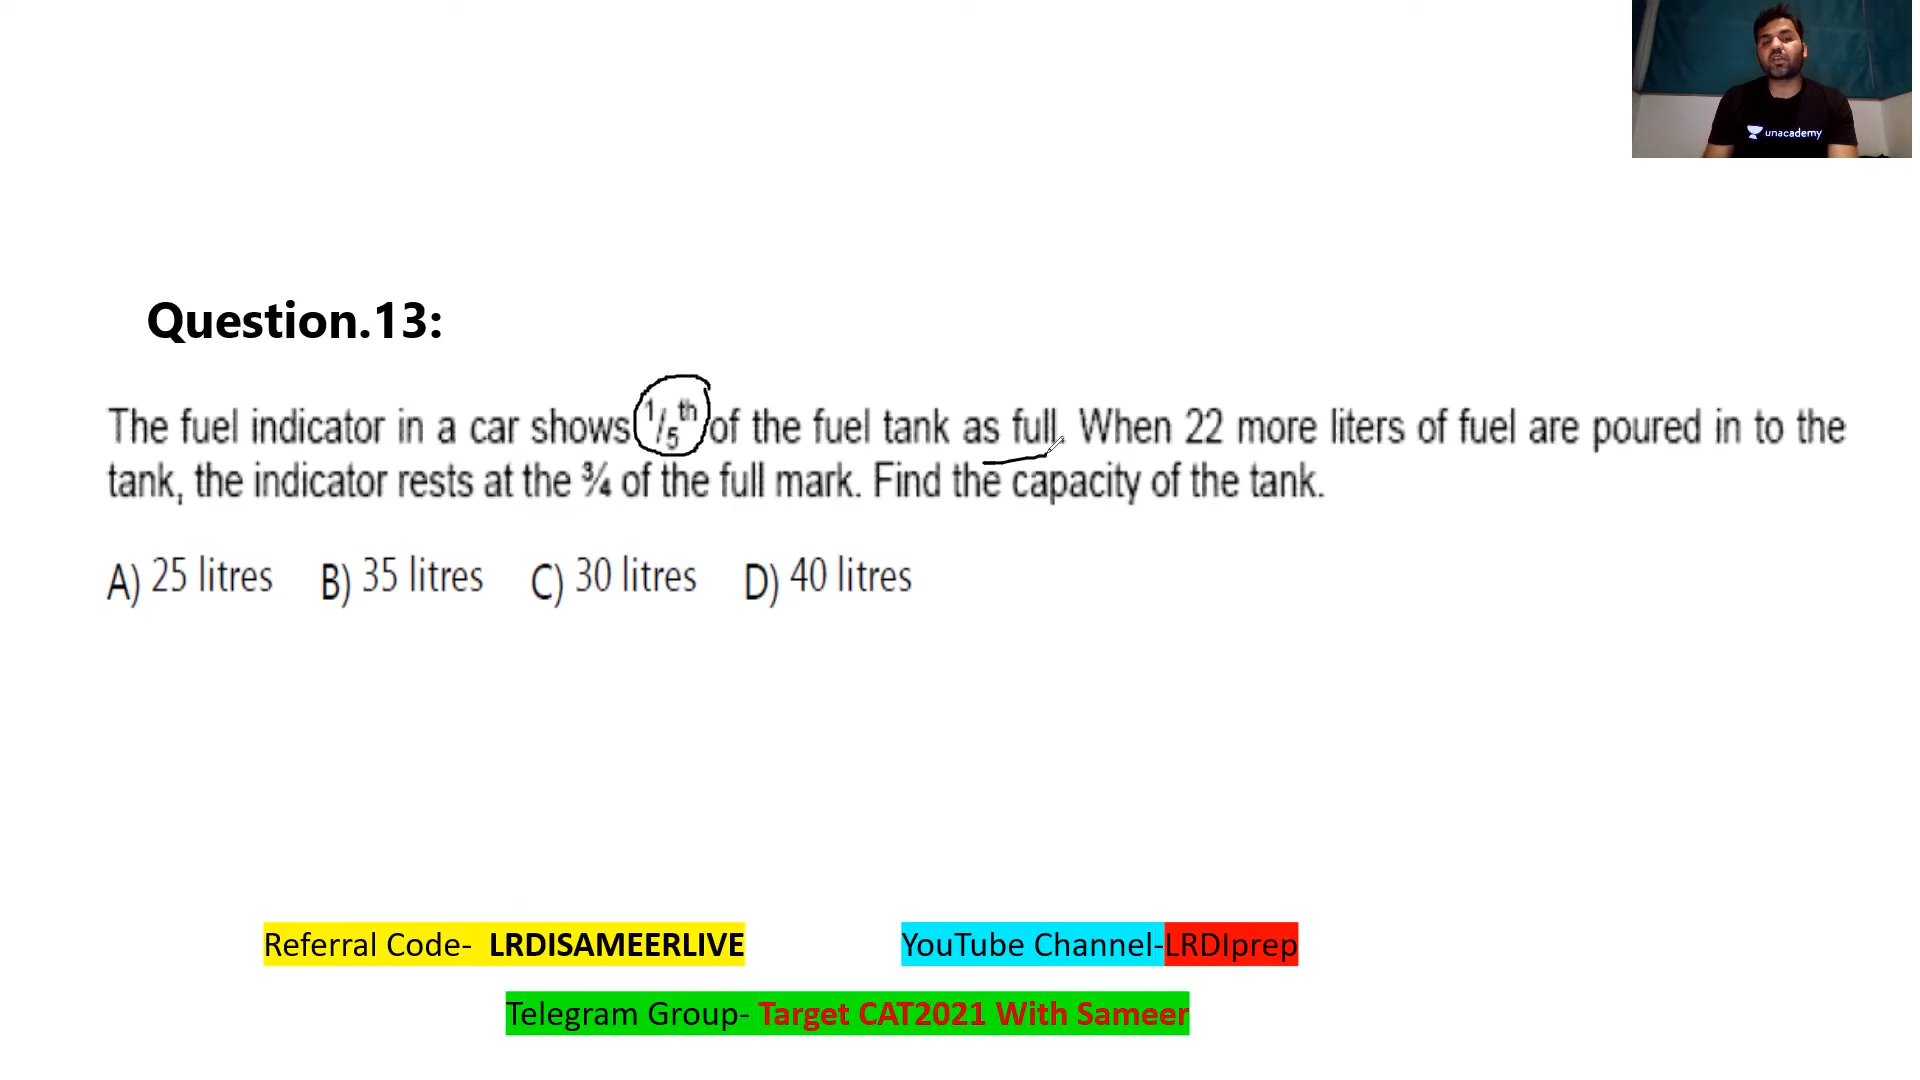 unacademy
Question.13:
The fuel indicator in a car shows 1/5th of the fuel tank as full. When 22 more liters of fuel are poured in to the
tank, the indicator rests at the ¾ of the full mark. Find the capacity of the tank.
A) 25 litres B) 35 litres C) 30 litres D) 40 litres
Referral Code- LRDISAMEERLIVE YouTube Channel-LRDIprep
Telegram Group- Target CAT2021 With Sameer